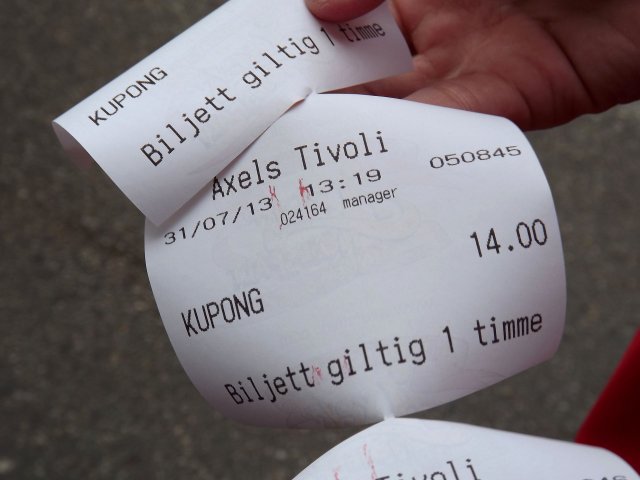 KUPONG
Biljett giltig 1 timme
Axels Tivoli
050845
31/07/13 13:19
024164 manager
14.00
KUPONG
Biljett giltig 1 timme
Tivoli